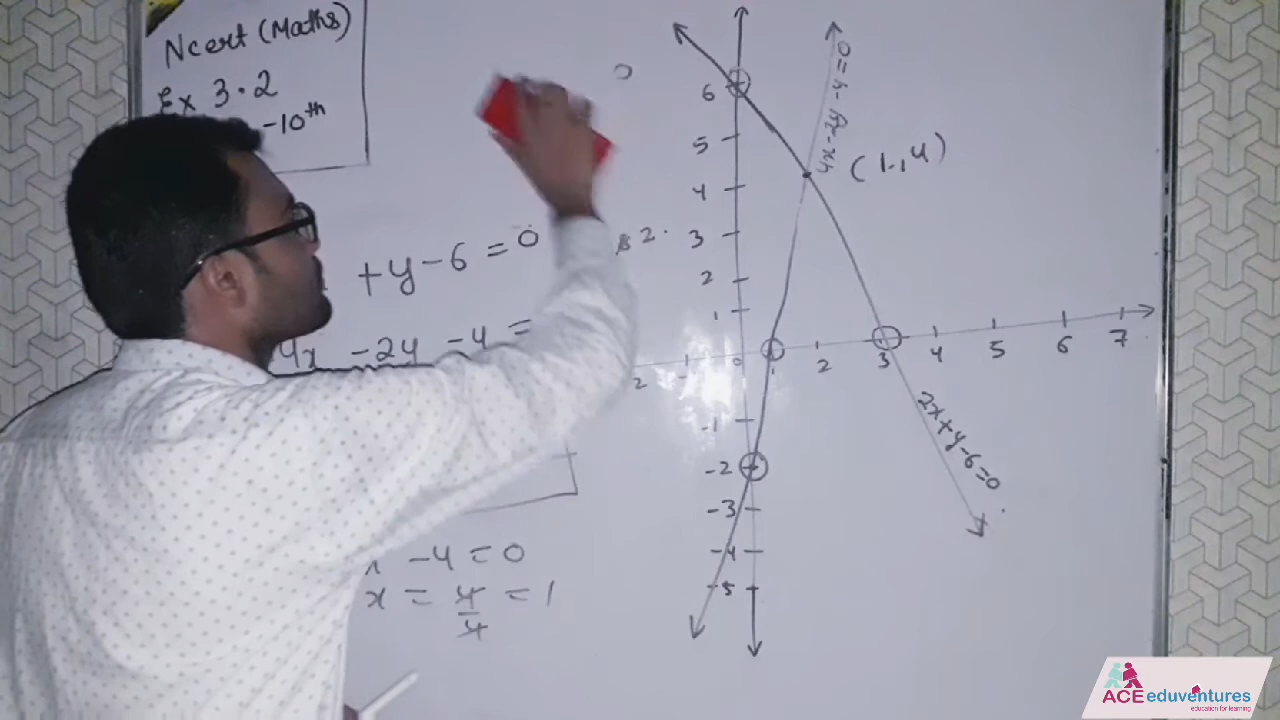 Ncert (Maths)
Ex 3.2
-10th
+y-6=0
4x -2y -4 =
-4=0
x = 4/4 = 1
6
5
4
3
2
1
0
-1
-2
-3
-4
-5
1
2
3
4
5
6
7
4x-2y-4=0
(1,4)
2x+y-6=0
ACEeduventures
education for learning